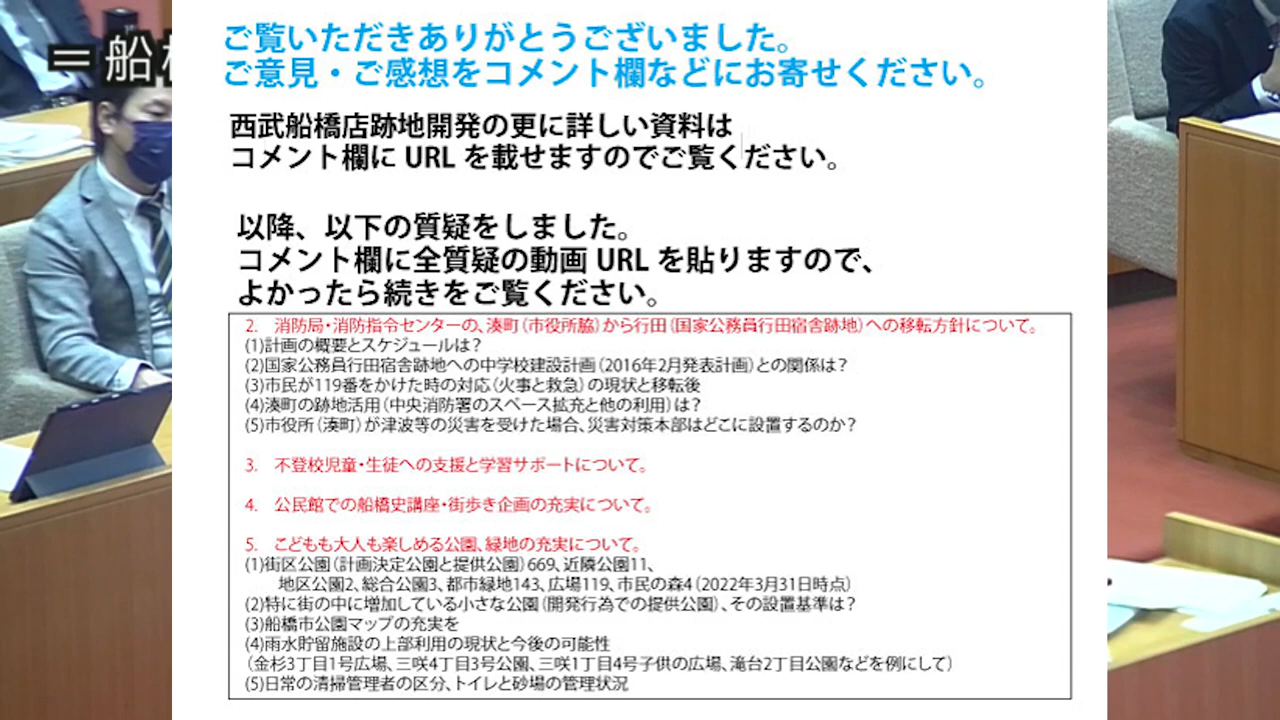 ＝船
ご覧いただきありがとうございました。
ご意見・ご感想をコメント欄などにお寄せください。
西武船橋店跡地開発の更に詳しい資料は
コメント欄に URL を載せますのでご覧ください。
以降、以下の質疑をしました。
コメント欄に全質疑の動画 URL を貼りますので、
よかったら続きをご覧ください。
2. 消防局・消防指令センターの、湊町（市役所脇）から行田（国家公務員行田宿舎跡地）への移転方針について。
(1)計画の概要とスケジュールは？
(2)国家公務員行田宿舎跡地への中学校建設計画（2016年2月発表計画）との関係は？
(3)市民が119番をかけた時の対応（火事と救急）の現状と移転後
(4)湊町の跡地活用（中央消防署のスペース拡充と他の利用）は？
(5)市役所（湊町）が津波等の災害を受けた場合、災害対策本部はどこに設置するのか？
3. 不登校児童・生徒への支援と学習サポートについて。
4. 公民館での船橋史講座・街歩き企画の充実について。
5. こどもも大人も楽しめる公園、緑地の充実について。
(1)街区公園（計画決定公園と提供公園）669、近隣公園11、
地区公園2、総合公園3、都市緑地143、広場119、市民の森4（2022年3月31日時点）
(2)特に街の中に増加している小さな公園（開発行為での提供公園）、その設置基準は？
(3)船橋市公園マップの充実を
(4)雨水貯留施設の上部利用の現状と今後の可能性
（金杉3丁目1号広場、三咲4丁目3号公園、三咲1丁目4号子供の広場、滝台2丁目公園などを例にして）
(5)日常の清掃管理者の区分、トイレと砂場の管理状況